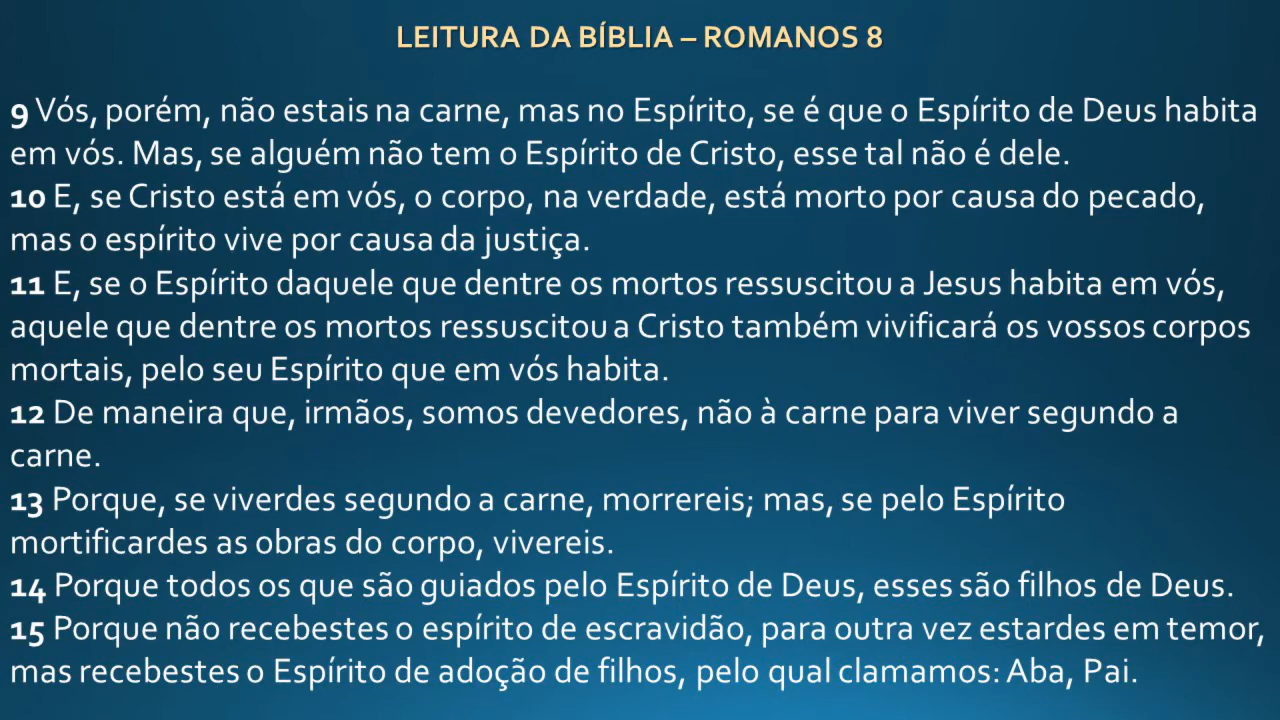 LEITURA DA BÍBLIA – ROMANOS 8
9 Vós, porém, não estais na carne, mas no Espírito, se é que o Espírito de Deus habita
em vós. Mas, se alguém não tem o Espírito de Cristo, esse tal não é dele.
10 E, se Cristo está em vós, o corpo, na verdade, está morto por causa do pecado,
mas o espírito vive por causa da justiça.
11 E, se o Espírito daquele que dentre os mortos ressuscitou a Jesus habita em vós,
aquele que dentre os mortos ressuscitou a Cristo também vivificará os vossos corpos
mortais, pelo seu Espírito que em vós habita.
12 De maneira que, irmãos, somos devedores, não à carne para viver segundo a
carne.
13 Porque, se viverdes segundo a carne, morrereis; mas, se pelo Espírito
mortificardes as obras do corpo, vivereis.
14 Porque todos os que são guiados pelo Espírito de Deus, esses são filhos de Deus.
15 Porque não recebestes o espírito de escravidão, para outra vez estardes em temor,
mas recebestes o Espírito de adoção de filhos, pelo qual clamamos: Aba, Pai.